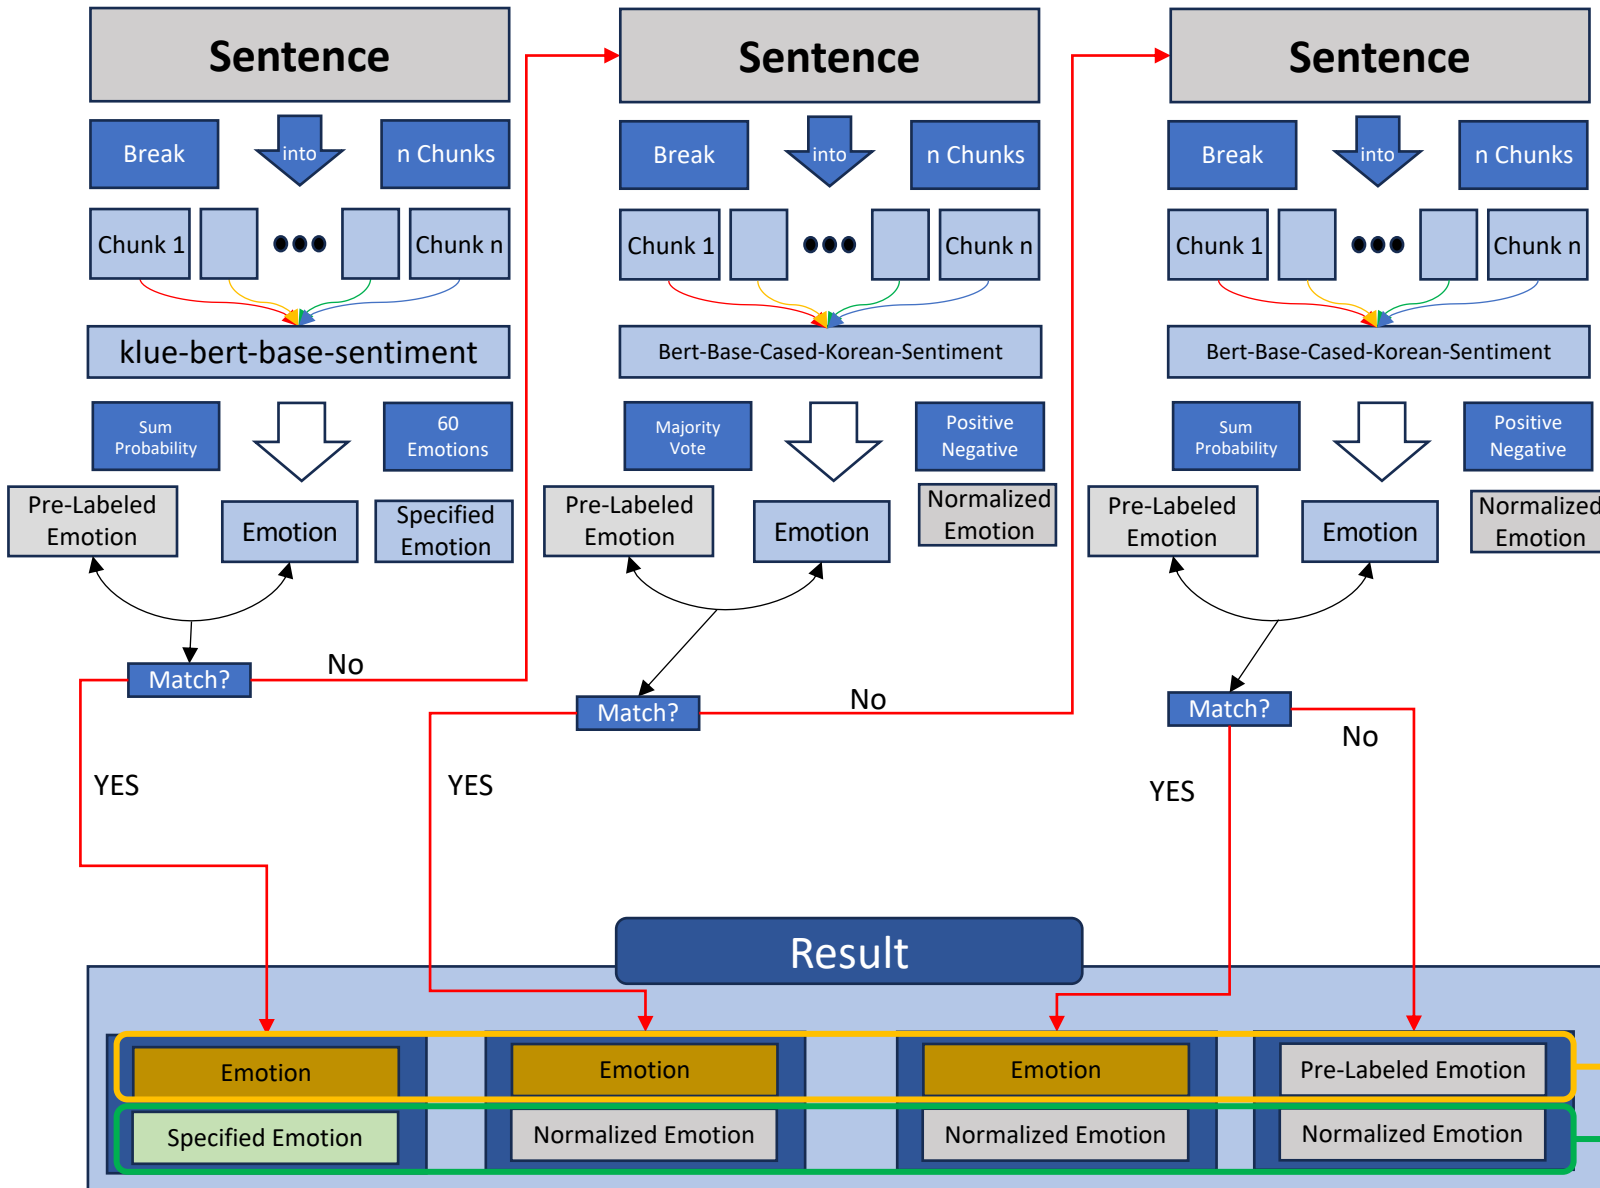 Sentence
Break
into
n Chunks
Chunk 1
Chunk n
klue-bert-base-sentiment
Sum
Probability
60
Emotions
Pre-Labeled
Emotion
Emotion
Specified
Emotion
Match?
No
YES
Sentence
Break
into
n Chunks
Chunk 1
Chunk n
Bert-Base-Cased-Korean-Sentiment
Majority
Vote
Positive
Negative
Pre-Labeled
Emotion
Emotion
Normalized
Emotion
Match?
No
YES
Sentence
Break
into
n Chunks
Chunk 1
Chunk n
Bert-Base-Cased-Korean-Sentiment
Sum
Probability
Positive
Negative
Pre-Labeled
Emotion
Emotion
Normalized
Emotion
Match?
No
YES
Result
Emotion
Emotion
Emotion
Pre-Labeled Emotion
Specified Emotion
Normalized Emotion
Normalized Emotion
Normalized Emotion